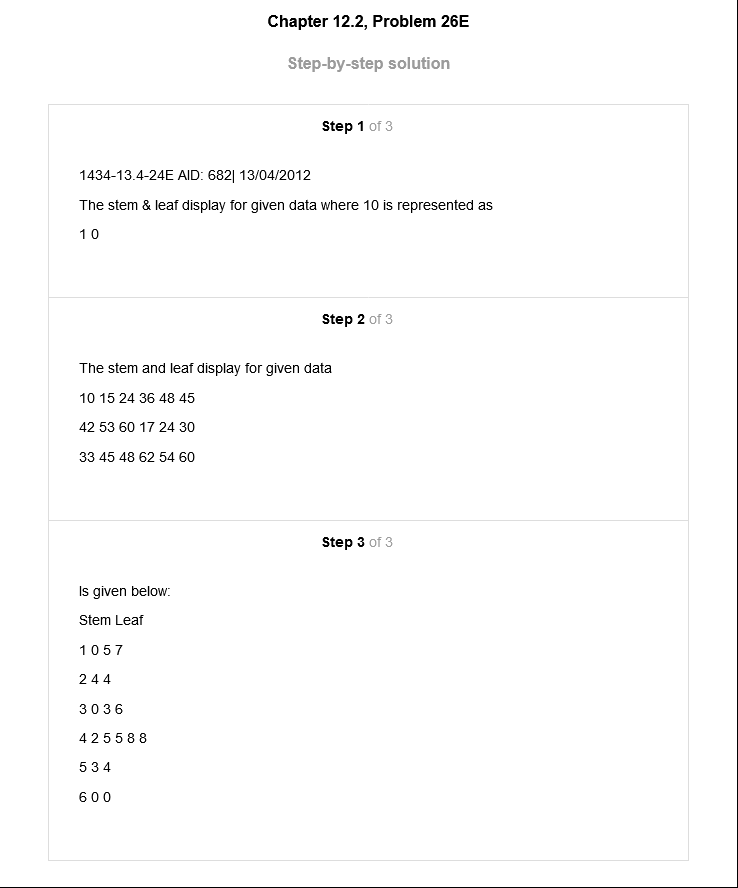 Chapter 12.2, Problem 26E
Step-by-step solution
Step 1 of 3
1434-13.4-24E AID: 682| 13/04/2012
The stem & leaf display for given data where 10 is represented as
1 0
Step 2 of 3
The stem and leaf display for given data
10 15 24 36 48 45
42 53 60 17 24 30
33 45 48 62 54 60
Step 3 of 3
Is given below:
Stem Leaf
1 0 5 7
2 4 4
3 0 3 6
4 2 5 5 8 8
5 3 4
6 0 0